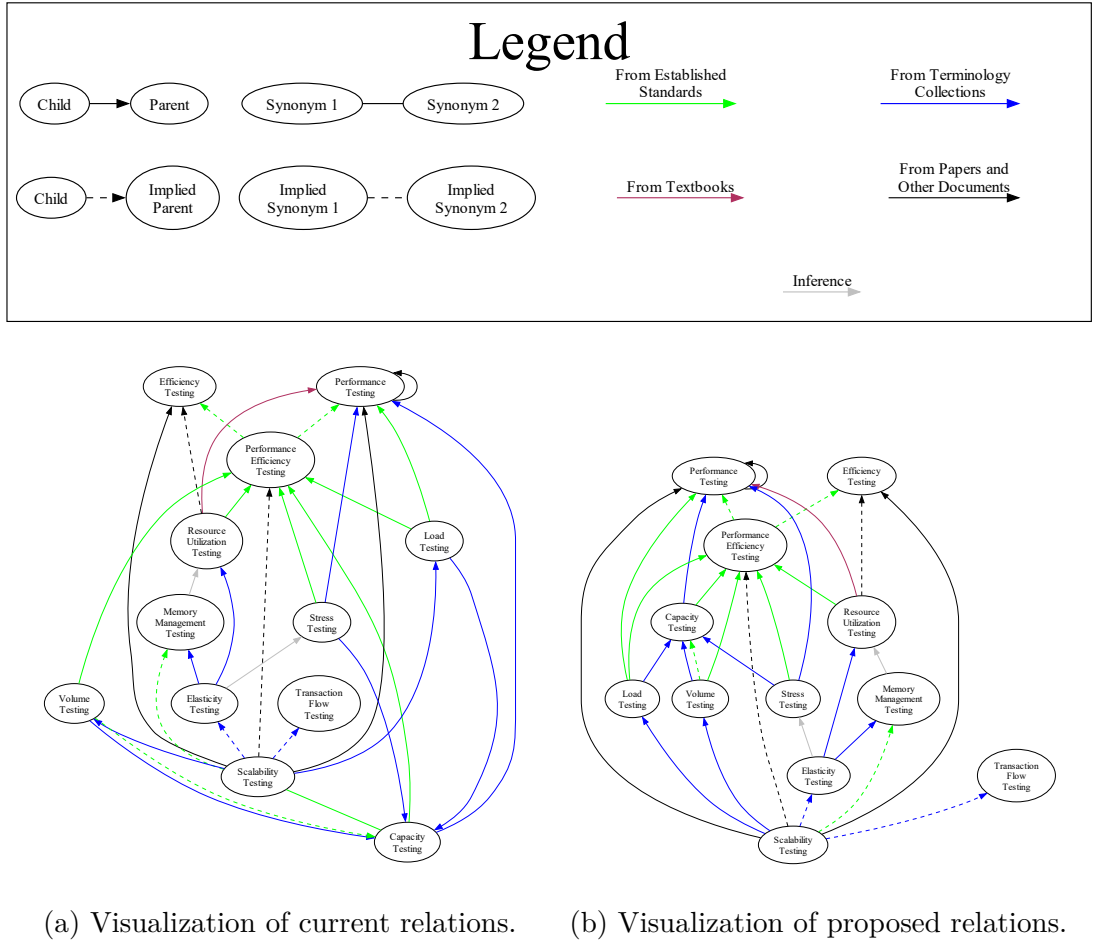 Legend
Child
Parent
Synonym 1
Synonym 2
From Established
Standards
From Terminology
Collections
Child
Implied
Parent
Implied
Synonym 1
Implied
Synonym 2
From Textbooks
From Papers and
Other Documents
Inference
Efficiency
Testing
Performance
Testing
Performance
Efficiency
Testing
Resource
Utilization
Testing
Load
Testing
Memory
Management
Testing
Stress
Testing
Volume
Testing
Elasticity
Testing
Transaction
Flow
Testing
Scalability
Testing
Capacity
Testing
Performance
Testing
Efficiency
Testing
Performance
Efficiency
Testing
Capacity
Testing
Resource
Utilization
Testing
Load
Testing
Volume
Testing
Stress
Testing
Memory
Management
Testing
Elasticity
Testing
Transaction
Flow
Testing
Scalability
Testing
(a) Visualization of current relations.
(b) Visualization of proposed relations.